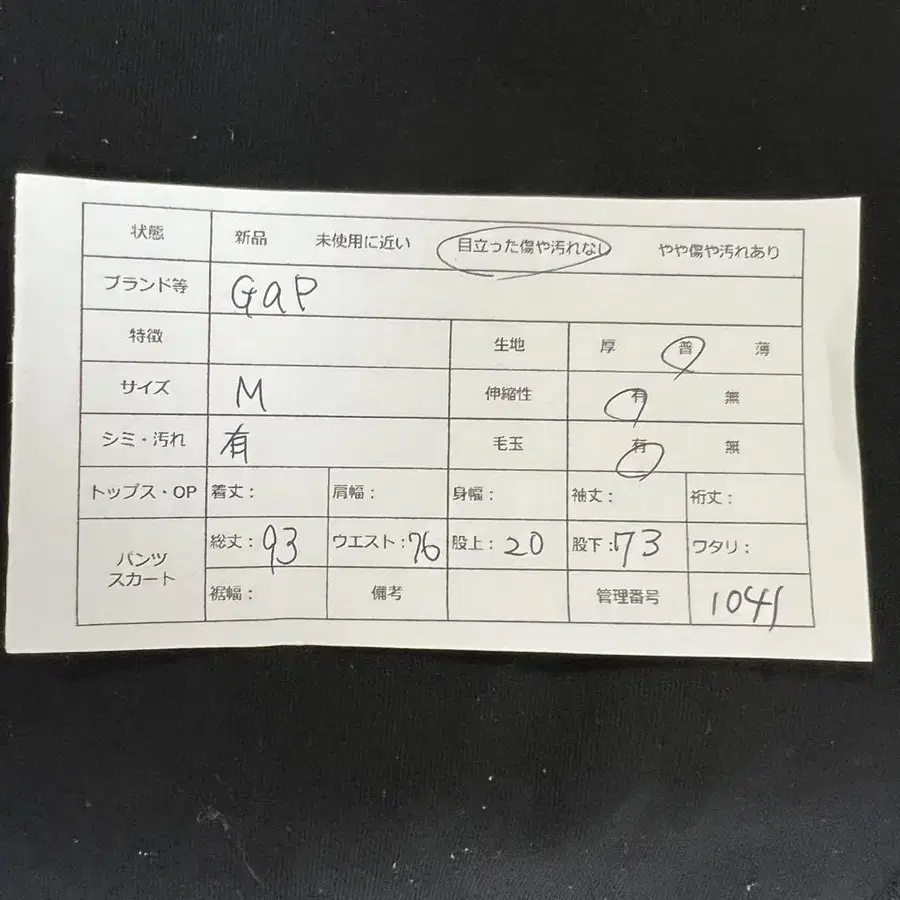 状態 新品 未使用に近い 目立った傷や汚れなし やや傷や汚れあり
ブランド等 GaP
特徴 生地 厚 普 薄
サイズ M 伸縮性 有 無
シミ・汚れ 有 毛玉 有 無
トップス・OP 着丈： 肩幅： 身幅： 袖丈： 裄丈：
パンツ スカート 総丈：93 ウエスト：76 股上：20 股下：73 ワタリ：
裾幅： 備考 管理番号 1041